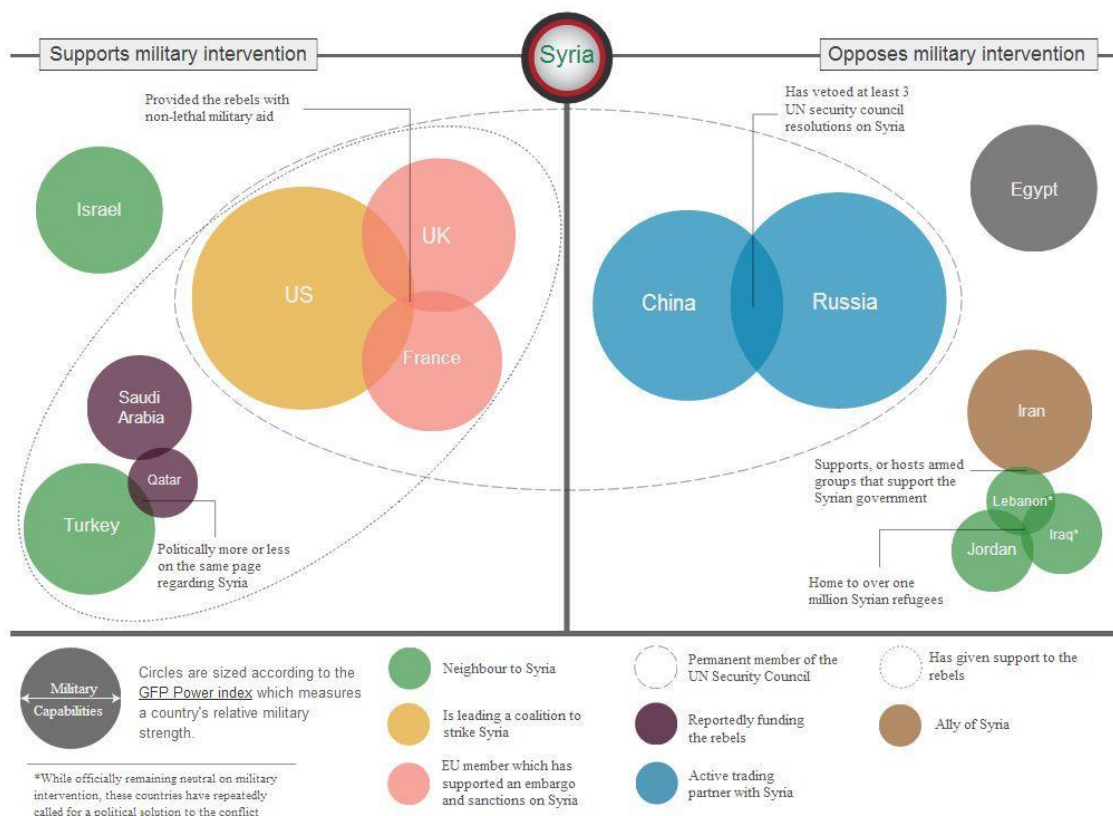 Supports military intervention
Syria
Opposes military intervention
Provided the rebels with
non-lethal military aid
Has vetoed at least 3
UN security council
resolutions on Syria
Israel
UK
US
France
China
Russia
Egypt
Saudi
Arabia
Qatar
Turkey
Politically more or less
on the same page
regarding Syria
Iran
Supports, or hosts armed
groups that support the
Syrian government
Lebanon*
Iraq*
Jordan
Home to over one
million Syrian refugees
Military
Capabilities
Circles are sized according to the
GFP Power index which measures
a country's relative military
strength.
*While officially remaining neutral on military
intervention, these countries have repeatedly
called for a political solution to the conflict
Neighbour to Syria
Is leading a coalition to
strike Syria
EU member which has
supported an embargo
and sanctions on Syria
Permanent member of the
UN Security Council
Reportedly funding
the rebels
Active trading
partner with Syria
Has given support to the
rebels
Ally of Syria